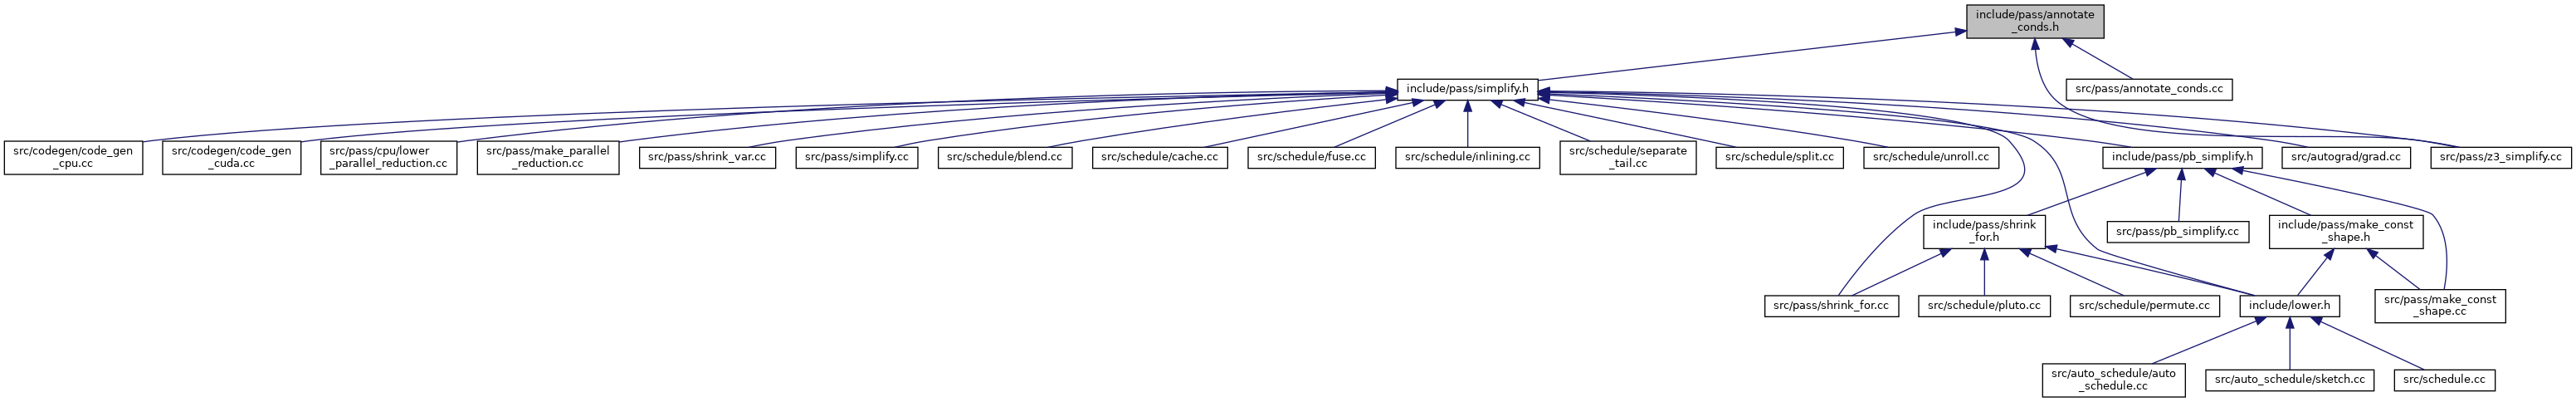 include/pass/annotate
_conds.h
include/pass/simplify.h
src/pass/annotate_conds.cc
src/codegen/code_gen
_cpu.cc
src/codegen/code_gen
_cuda.cc
src/pass/cpu/lower
_parallel_reduction.cc
src/pass/make_parallel
_reduction.cc
src/pass/shrink_var.cc
src/pass/simplify.cc
src/schedule/blend.cc
src/schedule/cache.cc
src/schedule/fuse.cc
src/schedule/inlining.cc
src/schedule/separate
_tail.cc
src/schedule/split.cc
src/schedule/unroll.cc
include/pass/pb_simplify.h
src/autograd/grad.cc
src/pass/z3_simplify.cc
include/pass/shrink
_for.h
src/pass/pb_simplify.cc
include/pass/make_const
_shape.h
src/pass/shrink_for.cc
src/schedule/pluto.cc
src/schedule/permute.cc
include/lower.h
src/pass/make_const
_shape.cc
src/auto_schedule/auto
_schedule.cc
src/auto_schedule/sketch.cc
src/schedule.cc